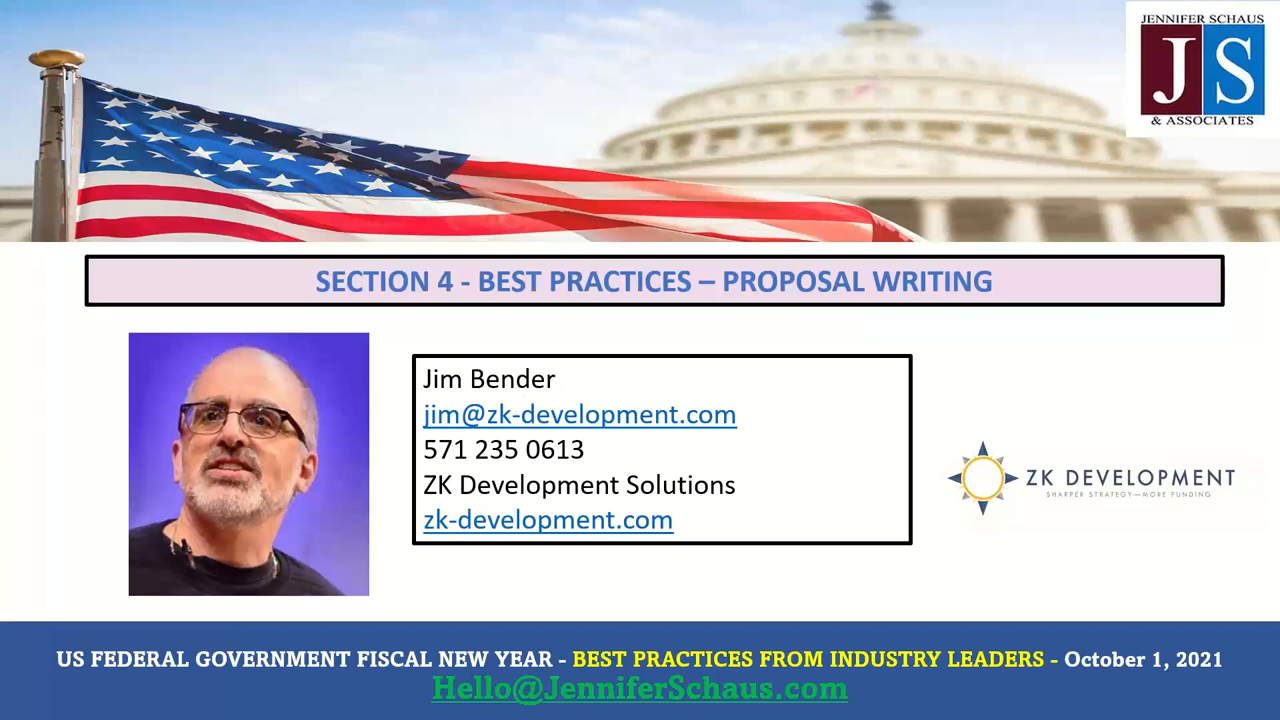 JENNIFER SCHAUS
JS
& ASSOCIATES
SECTION 4 - BEST PRACTICES – PROPOSAL WRITING
Jim Bender
jim@zk-development.com
571 235 0613
ZK Development Solutions
zk-development.com
ZK DEVELOPMENT
SHARPER STRATEGY—MORE FUNDING
US FEDERAL GOVERNMENT FISCAL NEW YEAR - BEST PRACTICES FROM INDUSTRY LEADERS - October 1, 2021
Hello@JenniferSchaus.com